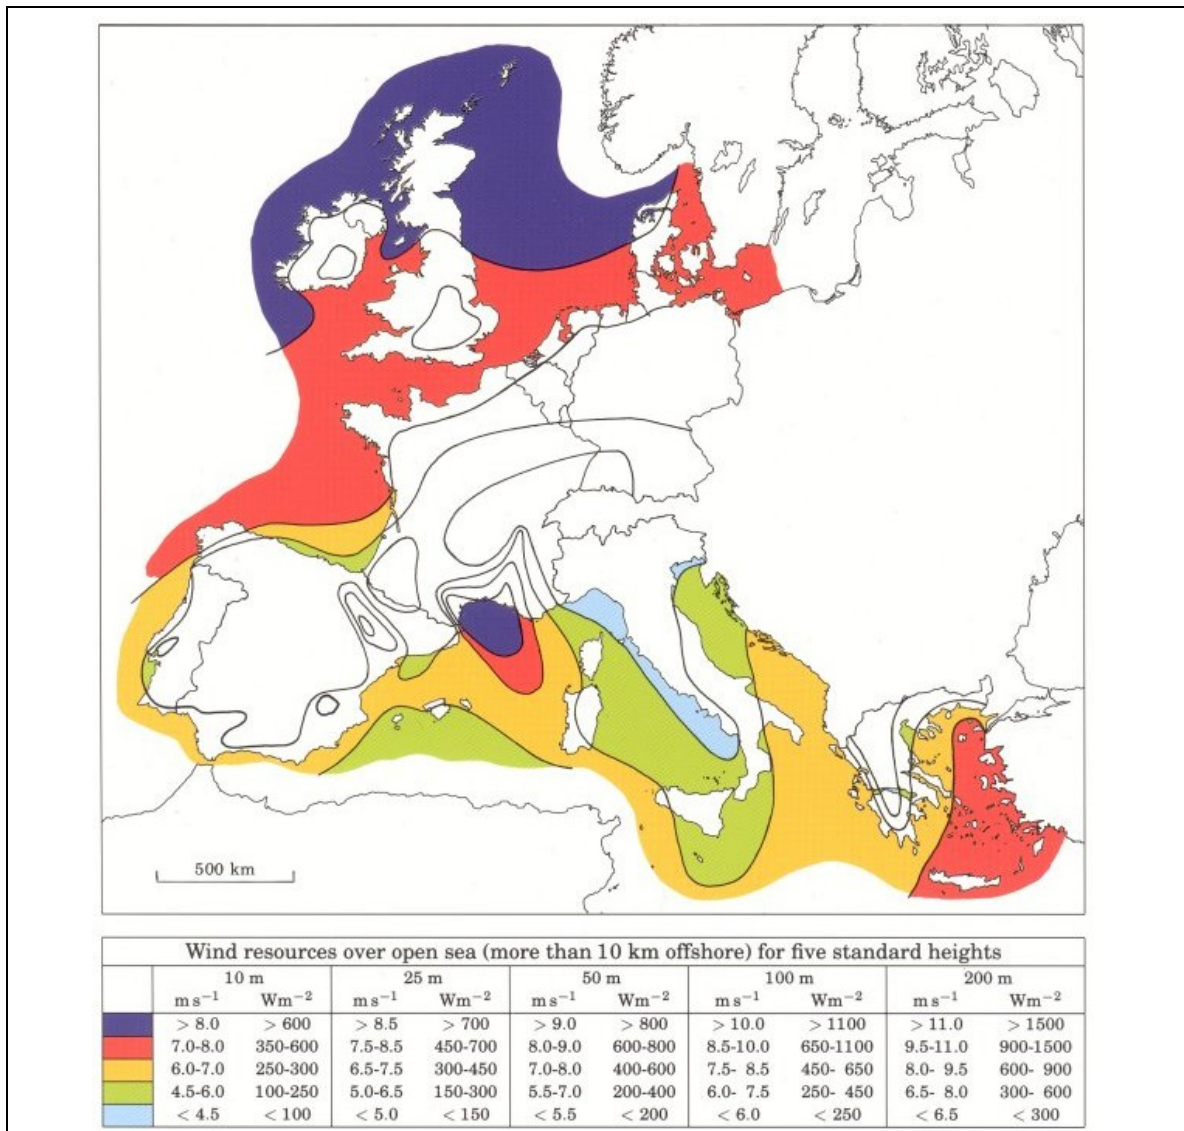 500 km
Wind resources over open sea (more than 10 km offshore) for five standard heights
10 m 25 m 50 m 100 m 200 m
m s⁻¹ Wm⁻² m s⁻¹ Wm⁻² m s⁻¹ Wm⁻² m s⁻¹ Wm⁻² m s⁻¹ Wm⁻²
> 8.0 > 600 > 8.5 > 700 > 9.0 > 800 > 10.0 > 1100 > 11.0 > 1500
7.0-8.0 350-600 7.5-8.5 450-700 8.0-9.0 600-800 8.5-10.0 650-1100 9.5-11.0 900-1500
6.0-7.0 250-300 6.5-7.5 300-450 7.0-8.0 400-600 7.5- 8.5 450- 650 8.0- 9.5 600- 900
4.5-6.0 100-250 5.0-6.5 150-300 5.5-7.0 200-400 6.0- 7.5 250- 450 6.5- 8.0 300- 600
< 4.5 < 100 < 5.0 < 150 < 5.5 < 200 < 6.0 < 250 < 6.5 < 300